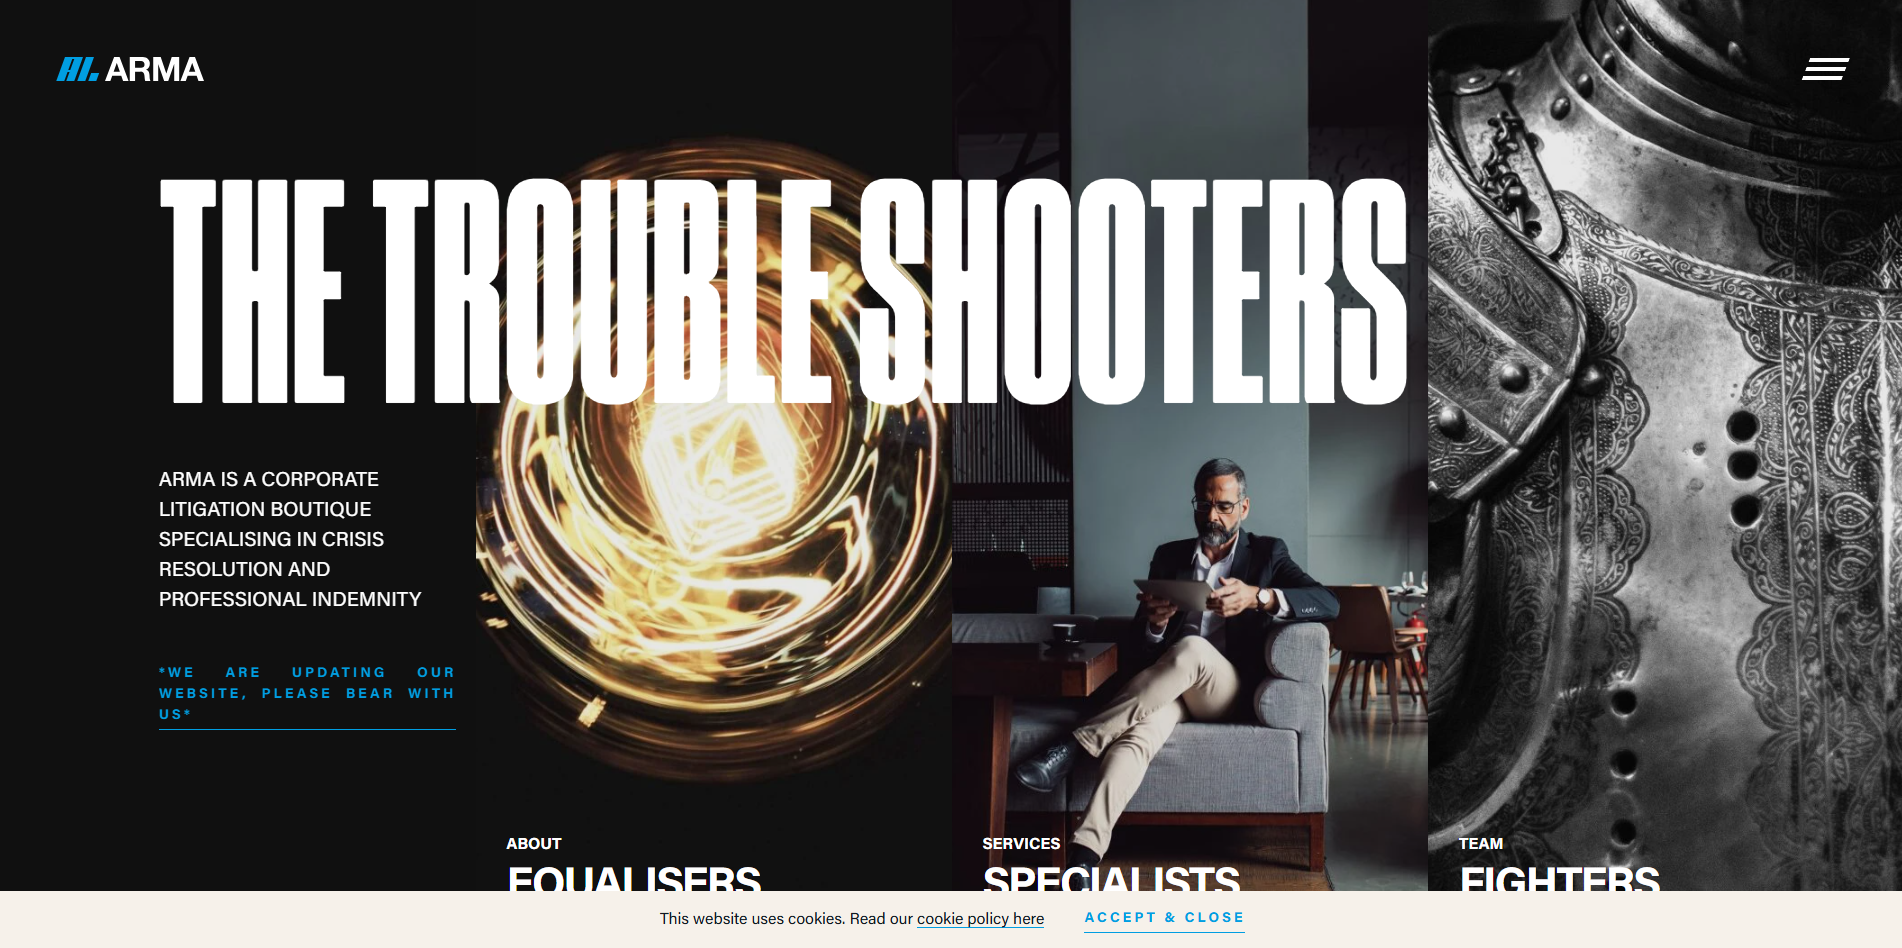 AL ARMA
THE TROUBLE SHOOTERS
ARMA IS A CORPORATE
LITIGATION BOUTIQUE
SPECIALISING IN CRISIS
RESOLUTION AND
PROFESSIONAL INDEMNITY
*WE ARE UPDATING OUR
WEBSITE, PLEASE BEAR WITH
US*
ABOUT
EQUALISERS
SERVICES
SPECIALISTS
TEAM
FIGHTERS
This website uses cookies. Read our cookie policy here
ACCEPT & CLOSE